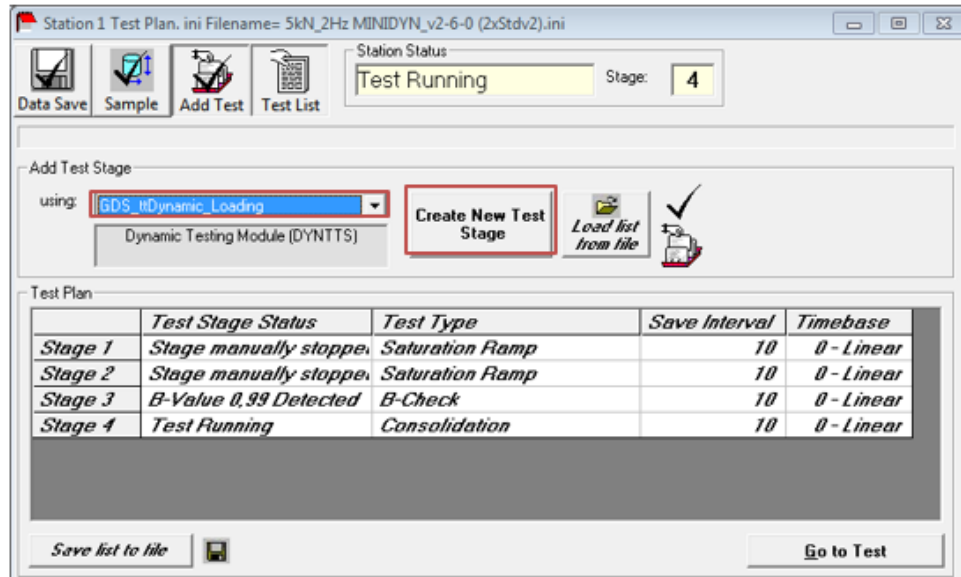 Station 1 Test Plan. ini Filename= 5kN_2Hz MINIDYN_v2-6-0 (2xStdv2).ini
Data Save
Sample
Add Test
Test List
Station Status
Test Running
Stage:
4
Add Test Stage
using:
GDS_ttDynamic_Loading
Dynamic Testing Module (DYNTTS)
Create New Test
Stage
Load list
from file
Test Plan
Test Stage Status Test Type Save Interval Timebase
Stage 1 Stage manually stoppe Saturation Ramp 10 0 - Linear
Stage 2 Stage manually stoppe Saturation Ramp 10 0 - Linear
Stage 3 B-Value 0,99 Detected B-Check 10 0 - Linear
Stage 4 Test Running Consolidation 10 0 - Linear
Save list to file
Go to Test